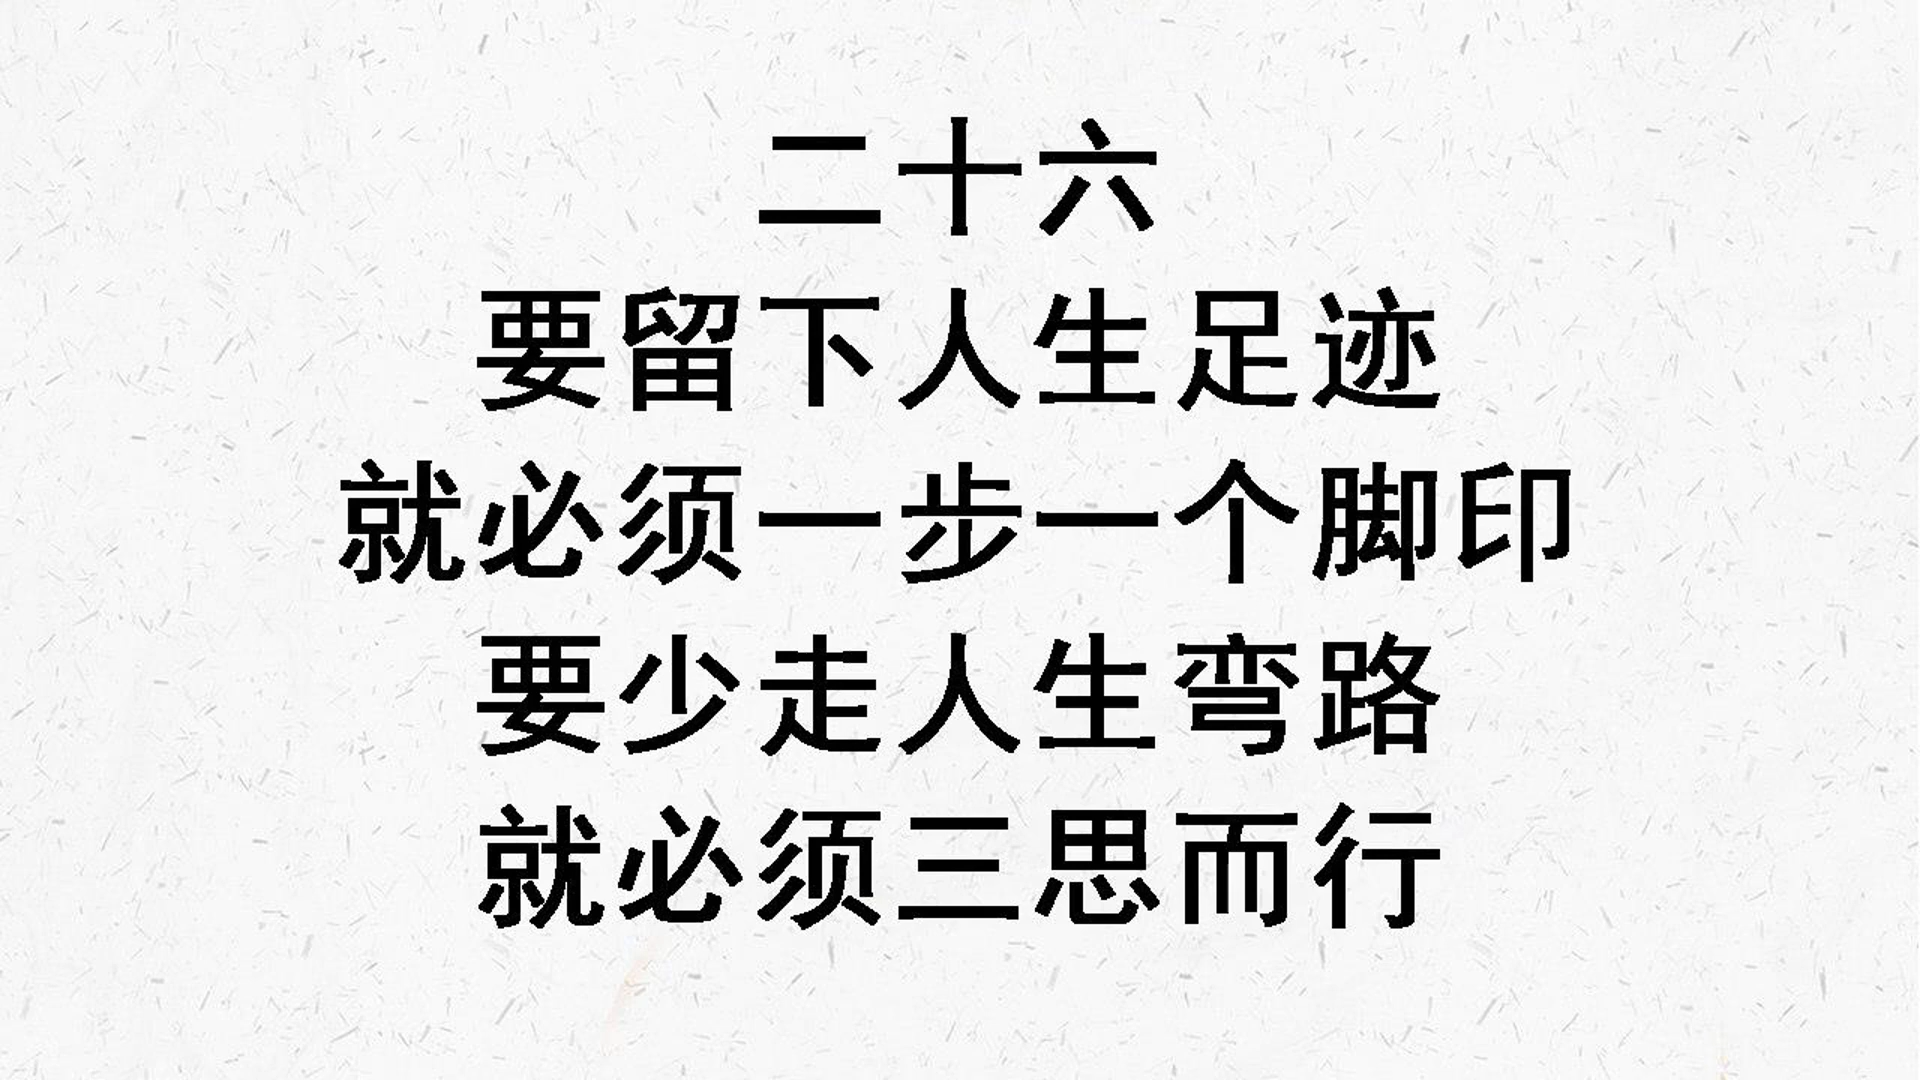 二十六
要留下人生足迹
就必须一步一个脚印
要少走人生弯路
就必须三思而行